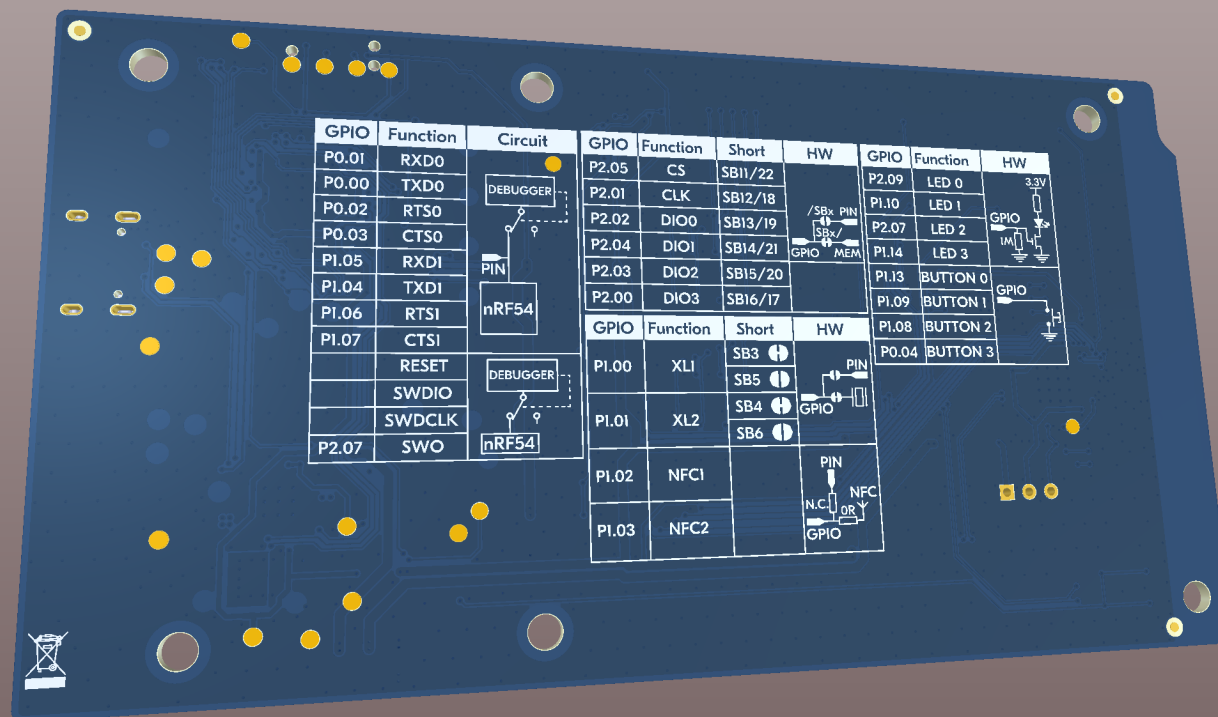 GPIO Function Circuit
P0.01 RXD0
P0.00 TXD0
P0.02 RTS0
P0.03 CTS0
P1.05 RXD1
P1.04 TXD1
P1.06 RTS1
P1.07 CTS1
RESET
SWDIO
SWDCLK
P2.07 SWO
DEBUGGER
PIN
nRF54
DEBUGGER
nRF54
GPIO Function Short HW
P2.05 CS SB11/22
P2.01 CLK SB12/18
P2.02 DIO0 SB13/19
P2.04 DIO1 SB14/21
P2.03 DIO2 SB15/20
P2.00 DIO3 SB16/17
/SBx PIN
SBx/
GPIO MEM
GPIO Function Short HW
P1.00 XL1 SB3
SB5
P1.01 XL2 SB4
SB6
PIN
GPIO
P1.02 NFC1
P1.03 NFC2
PIN
N.C. NFC
0R
GPIO
GPIO Function HW
P2.09 LED 0
P1.10 LED 1
P2.07 LED 2
P1.14 LED 3
P1.13 BUTTON 0
P1.09 BUTTON 1
P1.08 BUTTON 2
P0.04 BUTTON 3
3.3V
GPIO
1M
GPIO